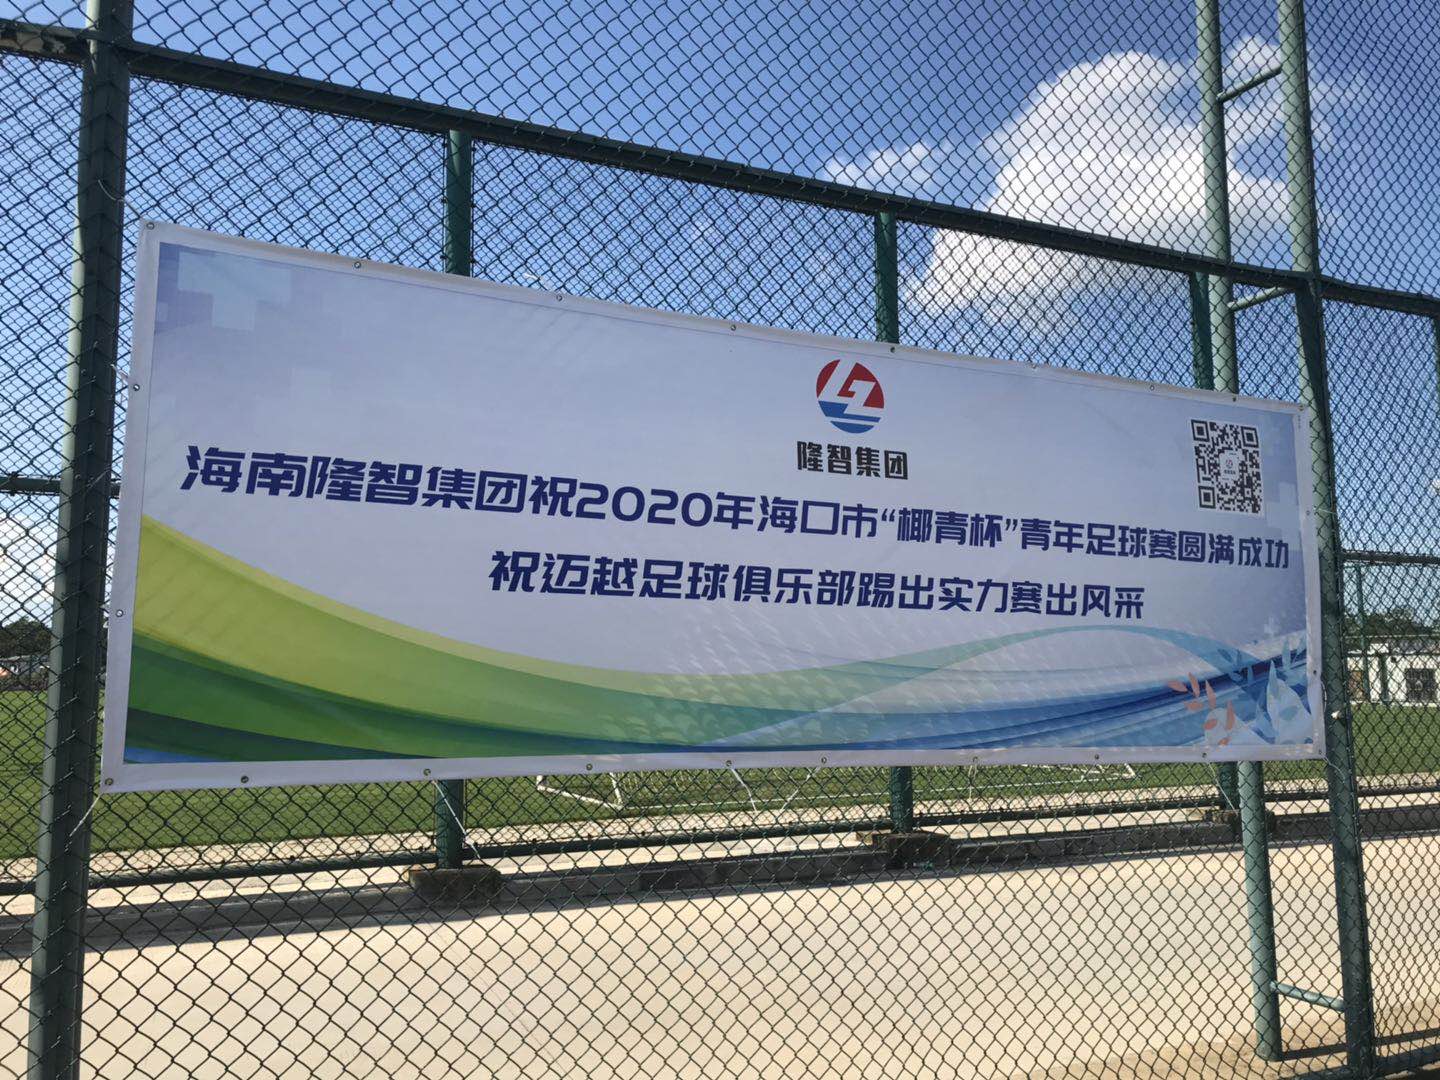 LZ
隆智集团
海南隆智集团祝2020年海口市“椰青杯”青年足球赛圆满成功
祝迈越足球俱乐部踢出实力赛出风采